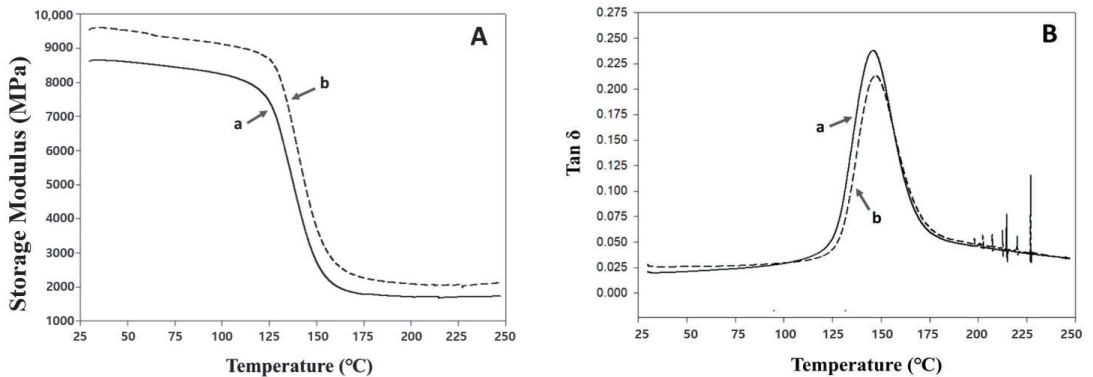 10,000
9000
8000
7000
6000
5000
4000
3000
2000
1000
25 50 75 100 125 150 175 200 225 250
Storage Modulus (MPa)
Temperature (°C)
A
a
b
0.275
0.250
0.225
0.200
0.175
0.150
0.125
0.100
0.075
0.050
0.025
0.000
25 50 75 100 125 150 175 200 225 250
Tan δ
Temperature (°C)
B
a
b